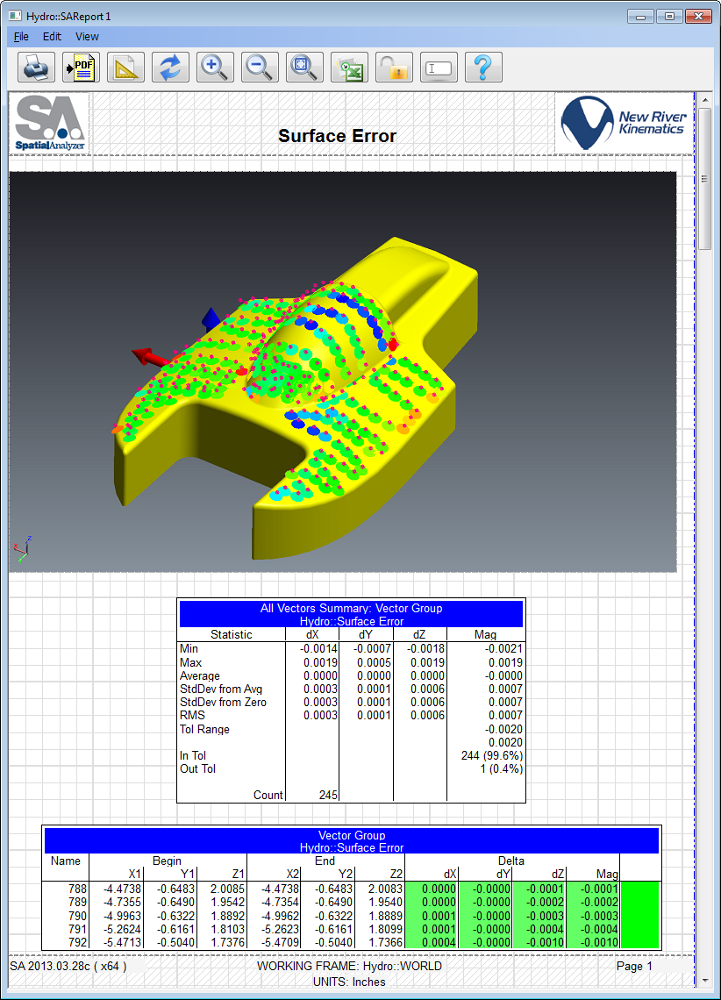 Hydro::SAReport 1
File Edit View
PDF
SA
SpatialAnalyzer
Surface Error
New River
Kinematics
Z
X
All Vectors Summary: Vector Group
Hydro::Surface Error
Statistic dX dY dZ Mag
Min -0.0014 -0.0007 -0.0018 -0.0021
Max 0.0019 0.0005 0.0019 0.0019
Average 0.0000 0.0000 0.0000 -0.0000
StdDev from Avg 0.0003 0.0001 0.0006 0.0007
StdDev from Zero 0.0003 0.0001 0.0006 0.0007
RMS 0.0003 0.0001 0.0006 0.0007
Tol Range -0.0020
0.0020
In Tol 244 (99.6%)
Out Tol 1 (0.4%)
Count 245
Vector Group
Hydro::Surface Error
Name Begin End Delta
X1 Y1 Z1 X2 Y2 Z2 dX dY dZ Mag
788 -4.4738 -0.6483 2.0085 -4.4738 -0.6483 2.0083 0.0000 -0.0000 -0.0001 -0.0001
789 -4.7355 -0.6490 1.9542 -4.7354 -0.6490 1.9540 0.0000 -0.0000 -0.0002 -0.0002
790 -4.9963 -0.6322 1.8892 -4.9962 -0.6322 1.8889 0.0001 -0.0000 -0.0003 -0.0003
791 -5.2624 -0.6161 1.8103 -5.2623 -0.6161 1.8099 0.0001 -0.0000 -0.0004 -0.0004
792 -5.4713 -0.5040 1.7376 -5.4709 -0.5040 1.7366 0.0004 -0.0000 -0.0010 -0.0010
SA 2013.03.28c ( x64 ) WORKING FRAME: Hydro::WORLD Page 1
UNITS: Inches